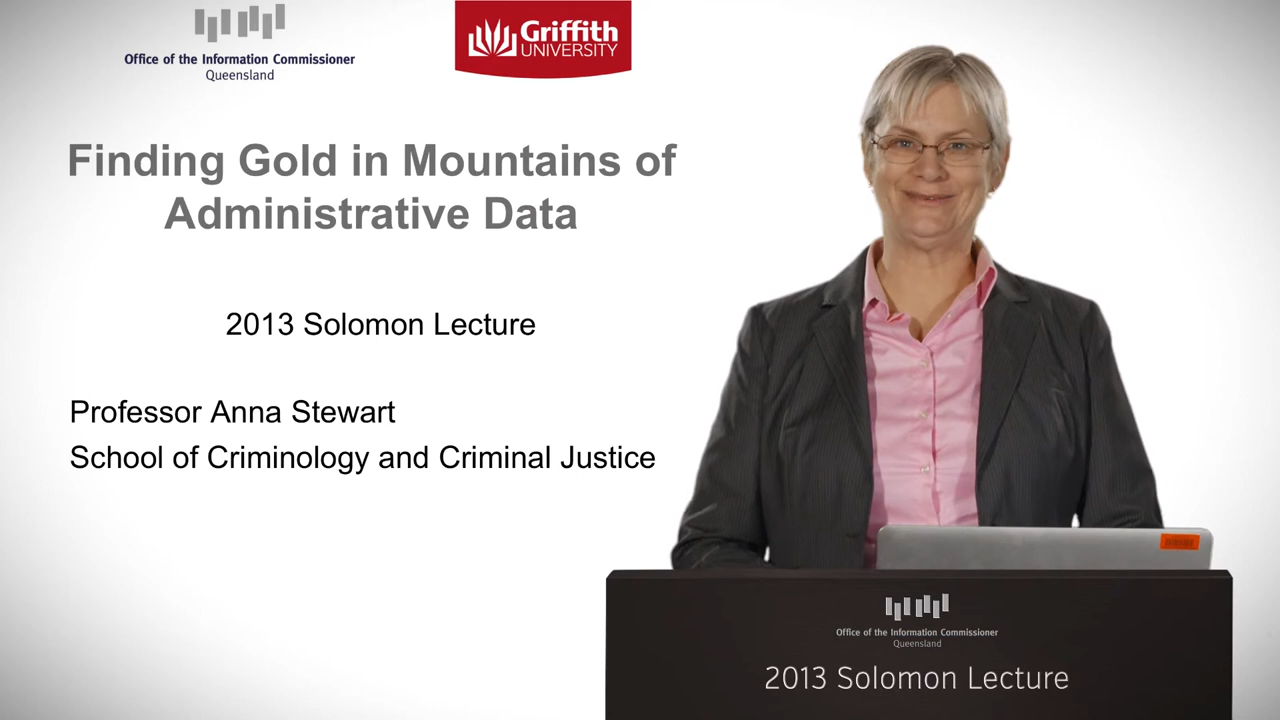 Office of the Information Commissioner
Queensland
Griffith
UNIVERSITY
Finding Gold in Mountains of
Administrative Data
2013 Solomon Lecture
Professor Anna Stewart
School of Criminology and Criminal Justice
Office of the Information Commissioner
Queensland
2013 Solomon Lecture